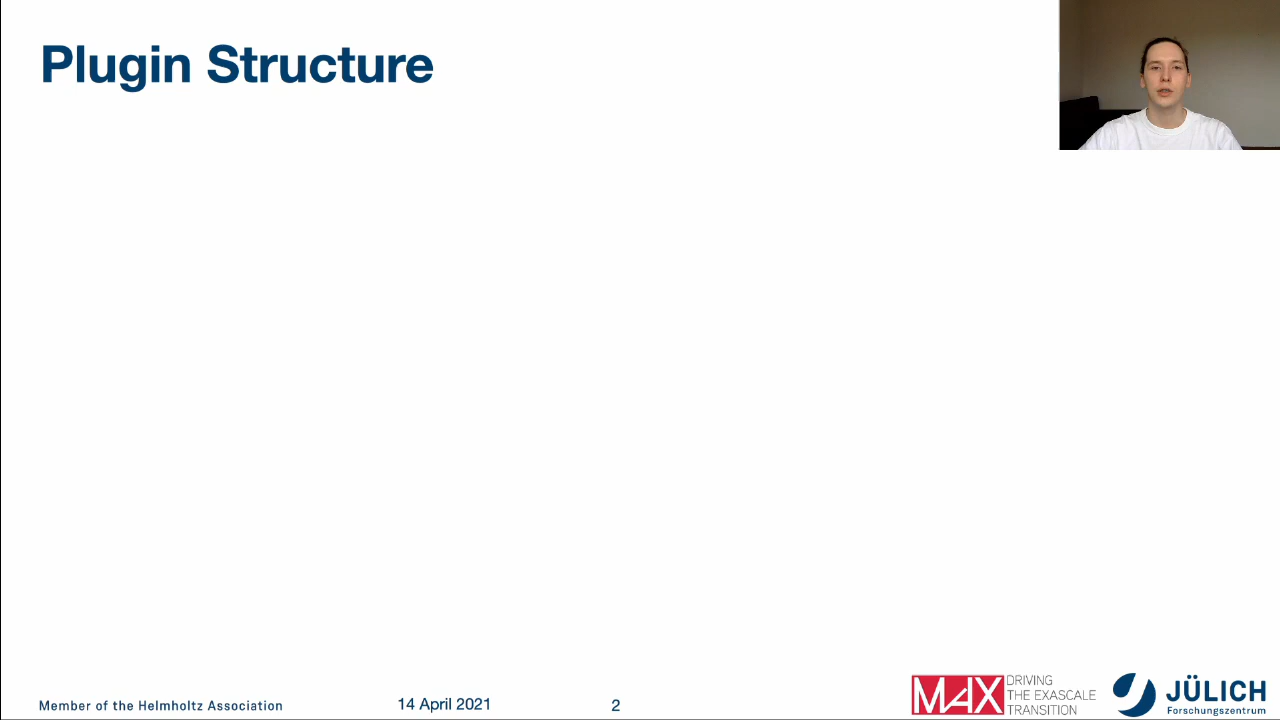 Plugin Structure
Member of the Helmholtz Association
14 April 2021
2
MAX
DRIVING
THE EXASCALE
TRANSITION
JÜLICH
Forschungszentrum